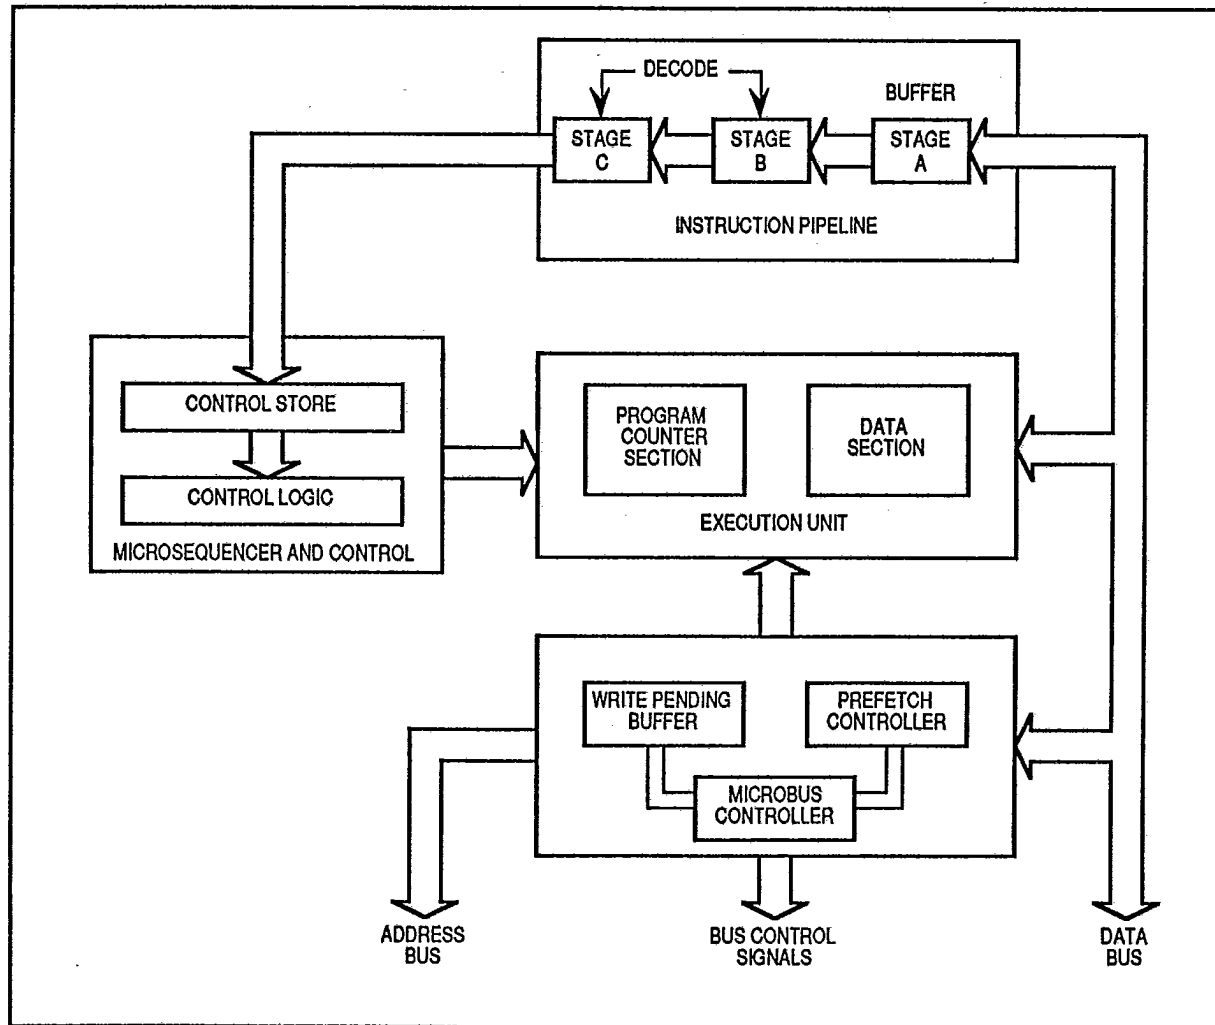 DECODE
BUFFER
STAGE
C
STAGE
B
STAGE
A
INSTRUCTION PIPELINE
CONTROL STORE
CONTROL LOGIC
MICROSEQUENCER AND CONTROL
PROGRAM
COUNTER
SECTION
DATA
SECTION
EXECUTION UNIT
WRITE PENDING
BUFFER
PREFETCH
CONTROLLER
MICROBUS
CONTROLLER
ADDRESS
BUS
BUS CONTROL
SIGNALS
DATA
BUS